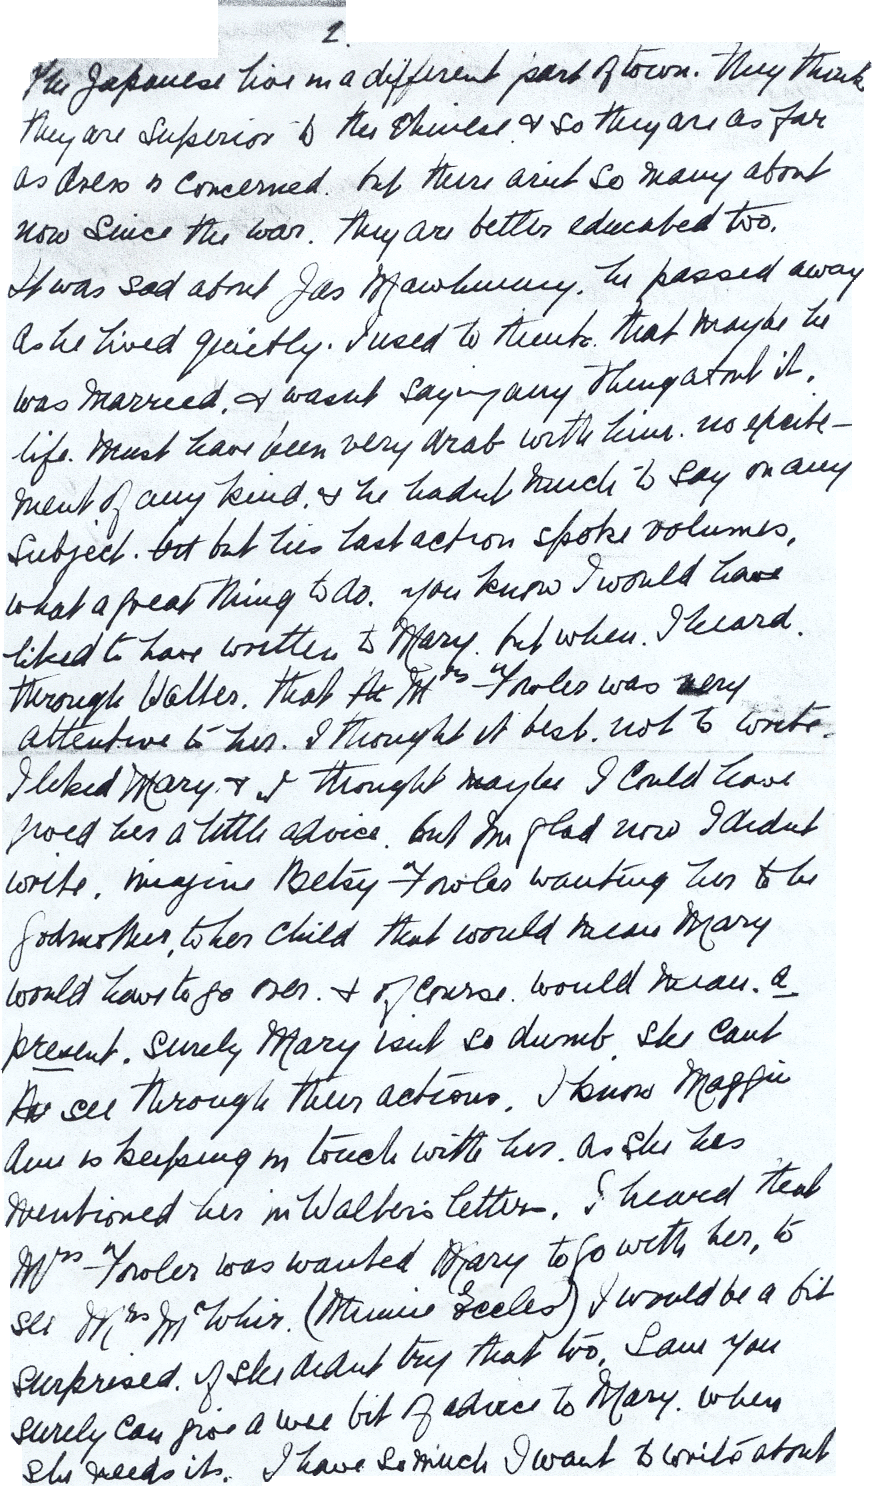 2.
The Japanese live in a different part of town. They think
they are superior to the Chinese & so they are as far
as dress is concerned. but there aint so many about
now since the war. they are better educated too.
It was sad about Jas Mawhinney. he passed away
as he lived quietly. I used to think. that maybe he
was married. & wasnt saying any thing about it.
life. must have been very drab with him. no excite-
ment of any kind. & he hadnt much to say on any
subject. but but his last action spoke volumes,
what a great thing to do. you know I would have
liked to have written to Mary. but when. I heard.
through Walter. that Mrs Fowler was very
attentive to her. I thought it best. not to write.
I liked Mary & I thought maybe I could have
gived her a little advice. but Im glad now I didnt
write. imagine Betsy Fowler wanting her to be
godmother, to her child that would mean Mary
would have to go over. & of course. would mean. a
present. surely Mary isnt so dumb. she cant
see through their actions. I know Maggie
Ann is keeping in touch with her. as she has
mentioned her in Walter's letters. I heard that
Mrs Fowler was wanted Mary to go with her, to
see Mrs McWhir. (Minnie Eccles) I would be a bit
surprised. if she didnt try that too. Sam you
surely can give a wee bit of advice to Mary. when
she needs it. I have so much I want to write about